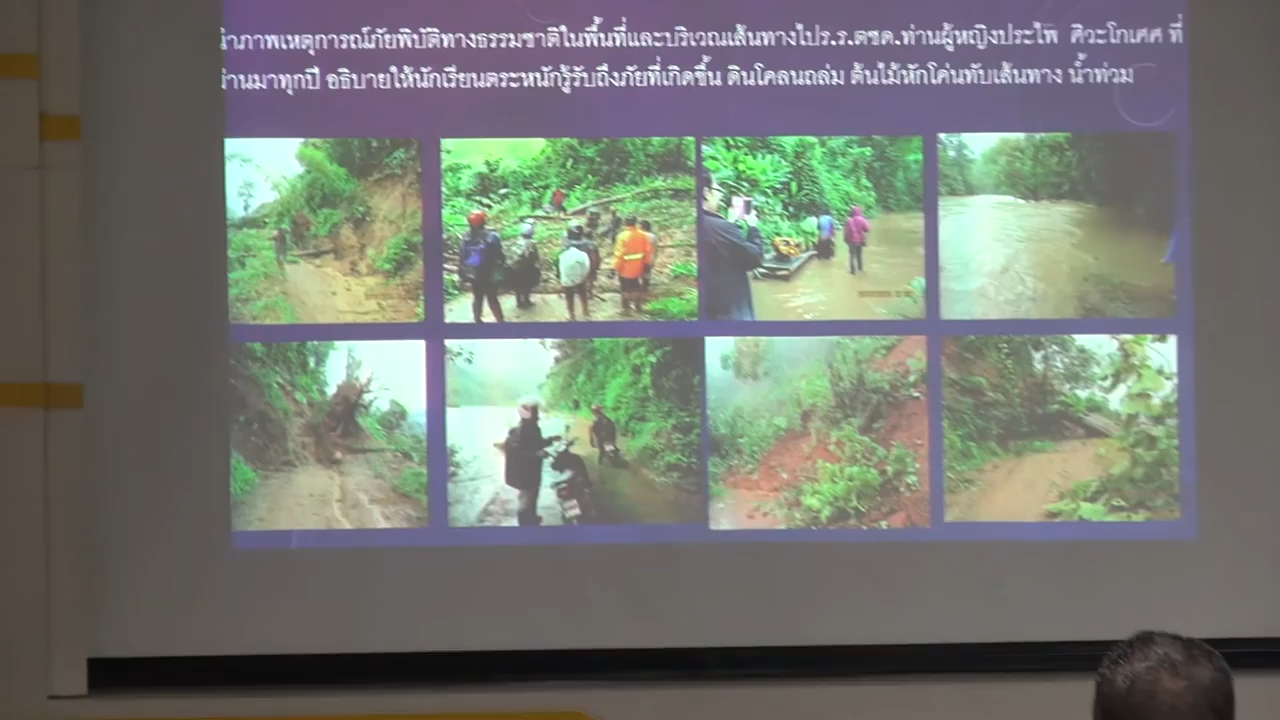 นำภาพเหตุการณ์ภัยพิบัติทางธรรมชาติในพื้นที่และบริเวณเส้นทางไปร.ร.ตชด.ท่านผู้หญิงประไพ ศิวะโกเศศ ที่
ผ่านมาทุกปี อธิบายให้นักเรียนตระหนักรู้รับถึงภัยที่เกิดขึ้น ดินโคลนถล่ม ต้นไม้หักโค่นทับเส้นทาง น้ำท่วม